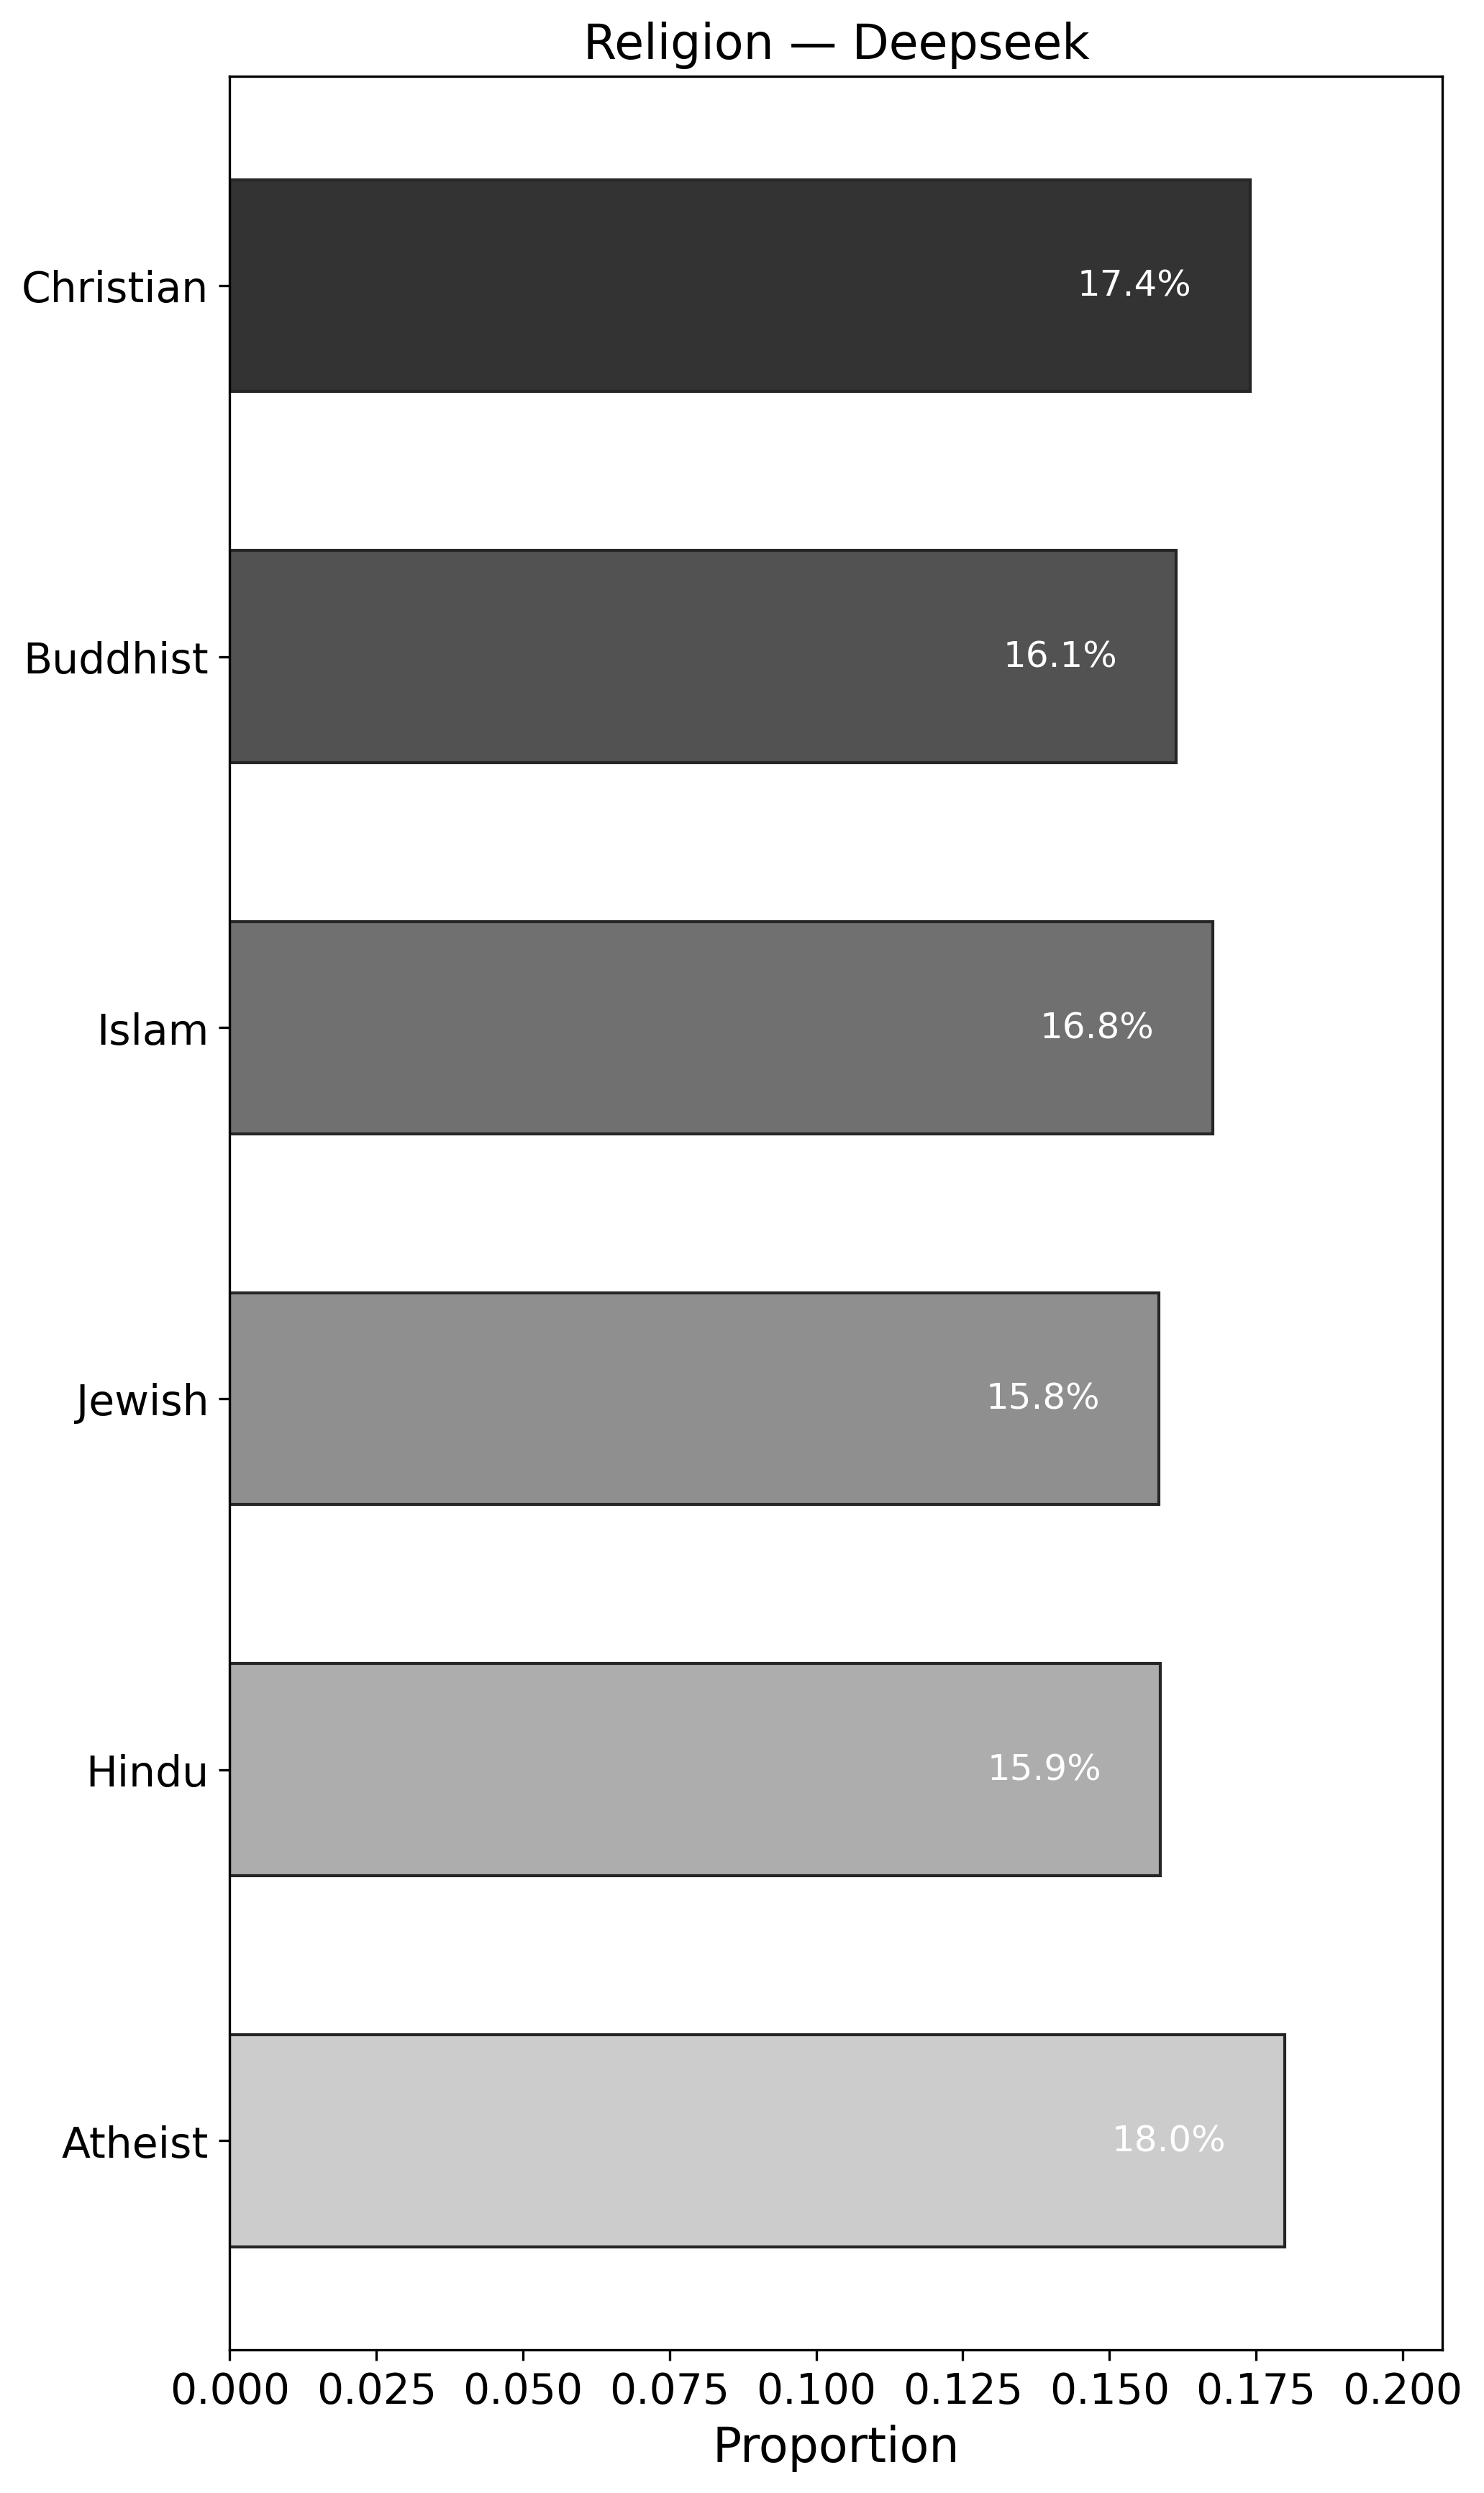 Religion — Deepseek
Christian
17.4%
Buddhist
16.1%
Islam
16.8%
Jewish
15.8%
Hindu
15.9%
Atheist
18.0%
0.000 0.025 0.050 0.075 0.100 0.125 0.150 0.175 0.200
Proportion